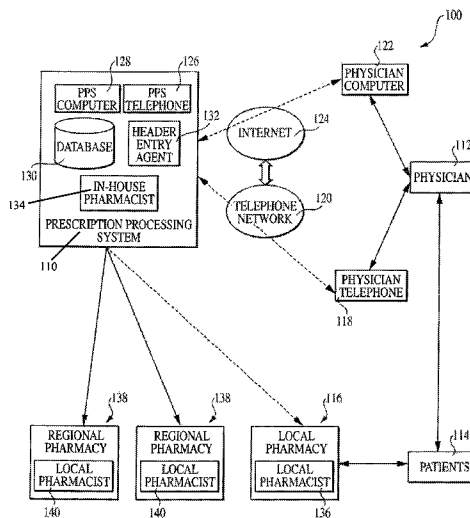 100
128
126
122
PPS
COMPUTER
PPS
TELEPHONE
PHYSICIAN
COMPUTER
132
DATABASE
HEADER
ENTRY
AGENT
INTERNET
124
112
130
PHYSICIAN
134
IN-HOUSE
PHARMACIST
TELEPHONE
NETWORK
120
PRESCRIPTION PROCESSING
SYSTEM
110
PHYSICIAN
TELEPHONE
118
138
138
116
114
REGIONAL
PHARMACY
REGIONAL
PHARMACY
LOCAL
PHARMACY
LOCAL
PHARMACIST
LOCAL
PHARMACIST
LOCAL
PHARMACIST
PATIENTS
140
140
136